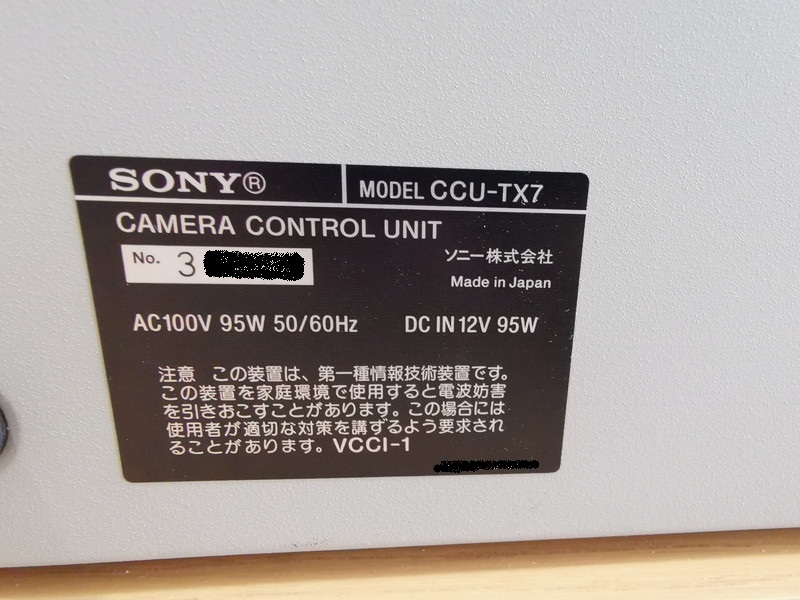 SONY®
MODEL CCU-TX7
CAMERA CONTROL UNIT
No. 3
ソニー株式会社
Made in Japan
AC100V 95W 50/60Hz
DC IN 12V 95W
注意 この装置は、第一種情報技術装置です。
この装置を家庭環境で使用すると電波妨害
を引きおこすことがあります。この場合には
使用者が適切な対策を講ずるよう要求され
ることがあります。VCCI-1